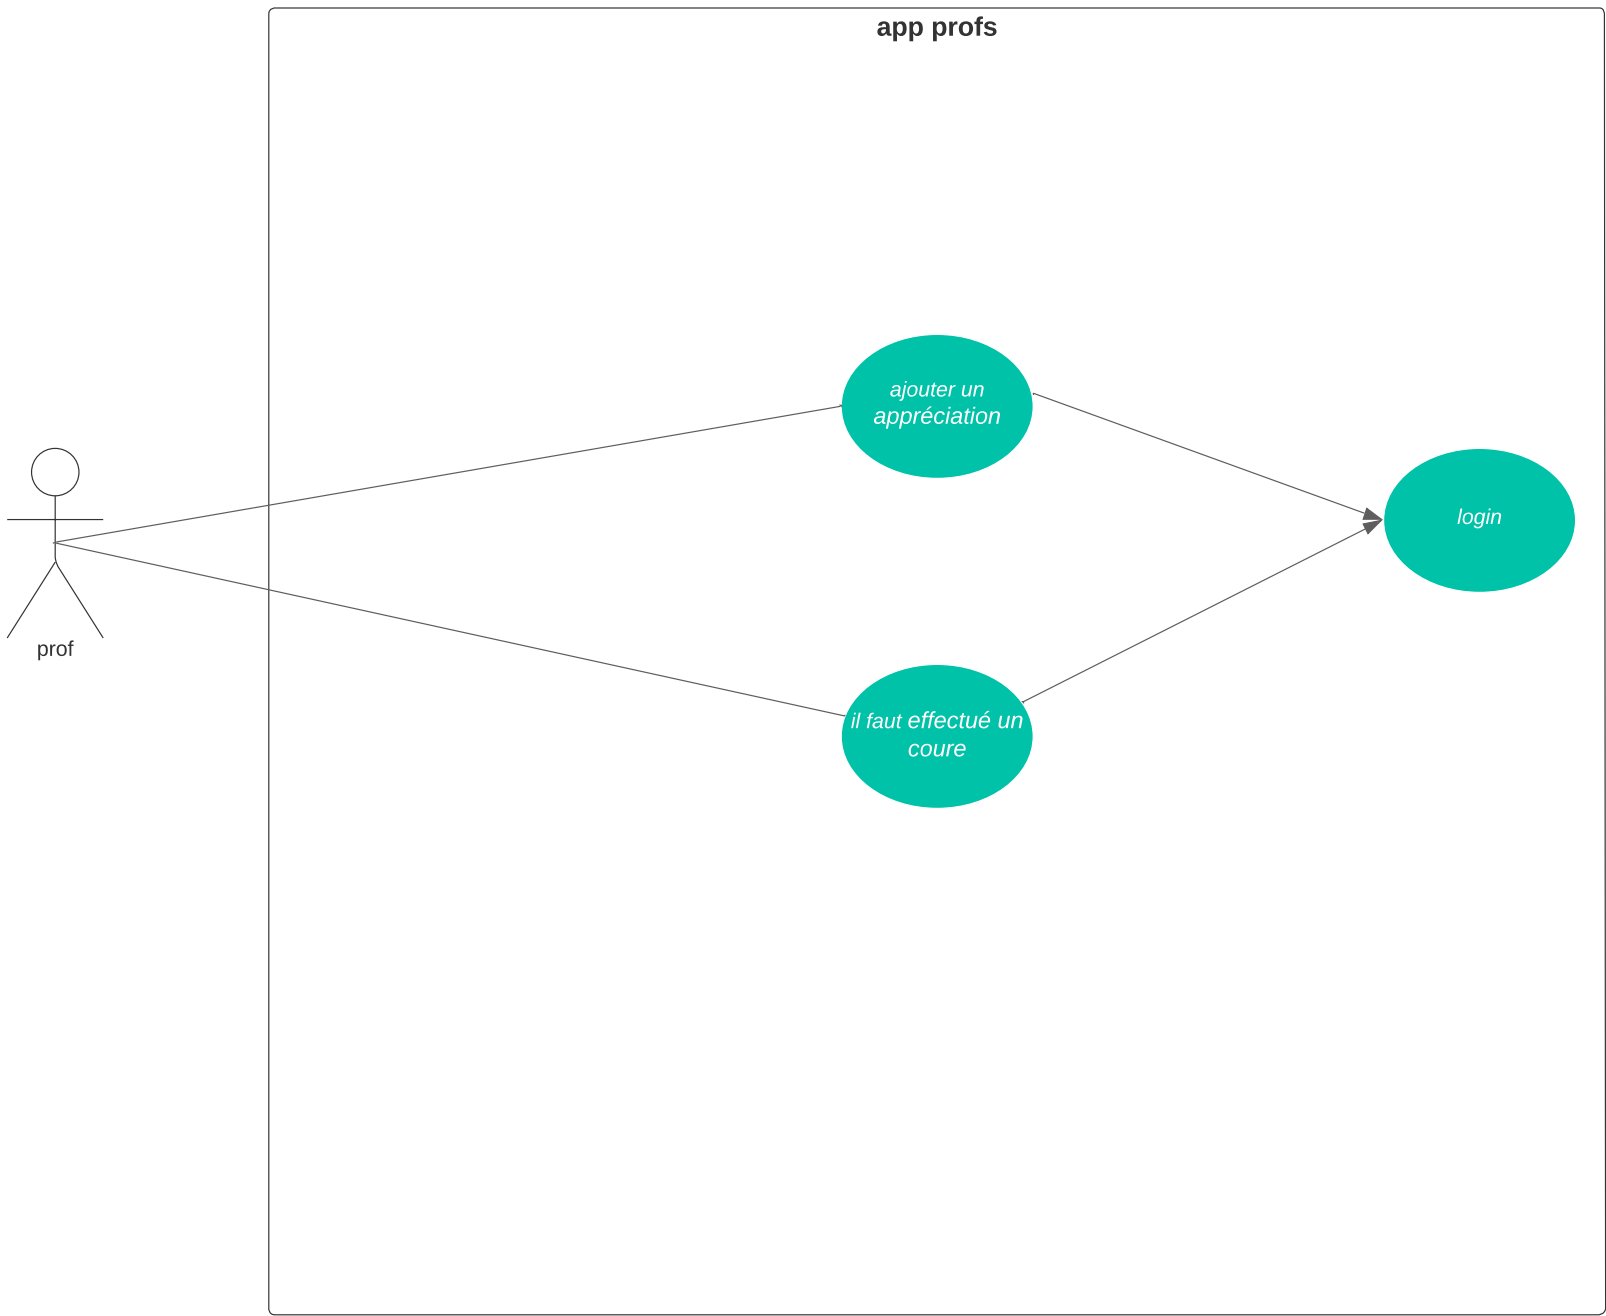 app profs
ajouter un
appréciation
login
prof
il faut effectué un
coure